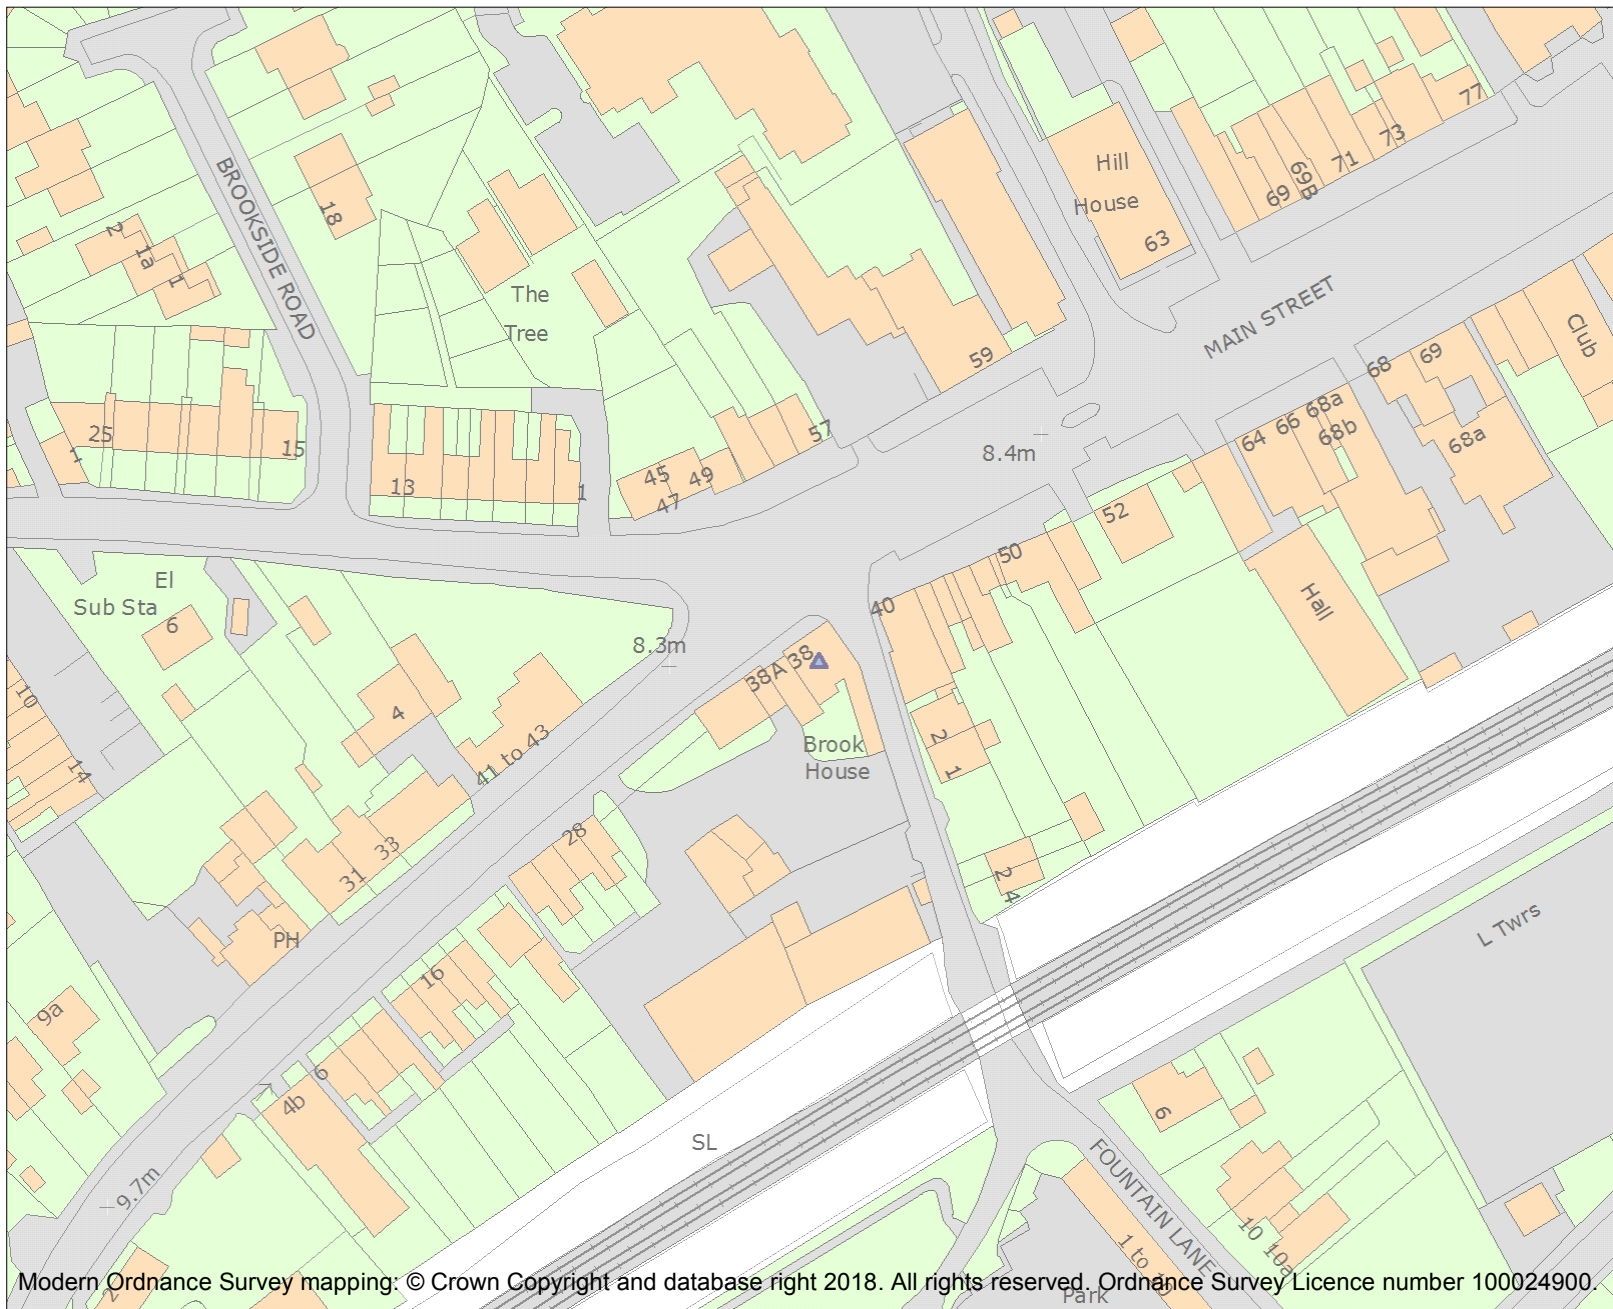 77
73
71
69B
69
Hill
House
63
BROOKSIDE ROAD
18
2
1a
1
The
Tree
MAIN STREET
59
Club
69
68
68a
66
64
68b
68a
57
25
1
15
13
1
45
47
49
8.4m
52
50
El
Sub Sta
6
40
Hall
8.3m
38
38A
10
4
41 to 43
14
Brook
House
2
1
28
33
31
2
4
L Twrs
PH
16
9a
6
4b
SL
6
9.7m
FOUNTAIN LANE
10
10a
1 to
Park
Modern Ordnance Survey mapping: © Crown Copyright and database right 2018. All rights reserved. Ordnance Survey Licence number 100024900.